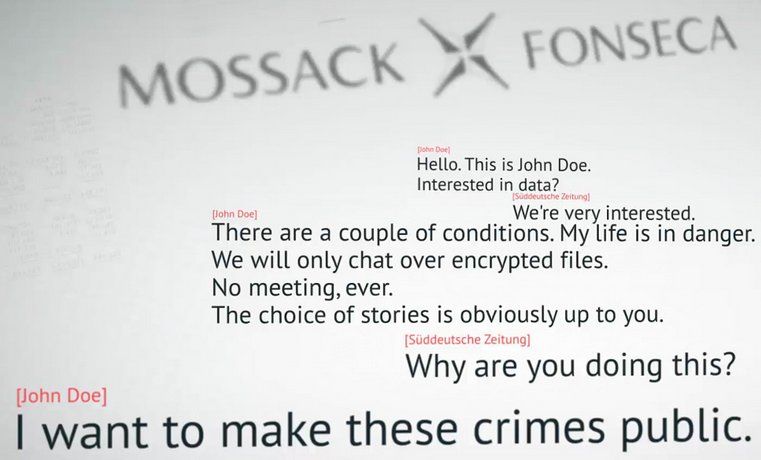 MOSSACK FONSECA
[John Doe]
Hello. This is John Doe.
Interested in data?
[Süddeutsche Zeitung]
We're very interested.
[John Doe]
There are a couple of conditions. My life is in danger.
We will only chat over encrypted files.
No meeting, ever.
The choice of stories is obviously up to you.
[Süddeutsche Zeitung]
Why are you doing this?
[John Doe]
I want to make these crimes public.